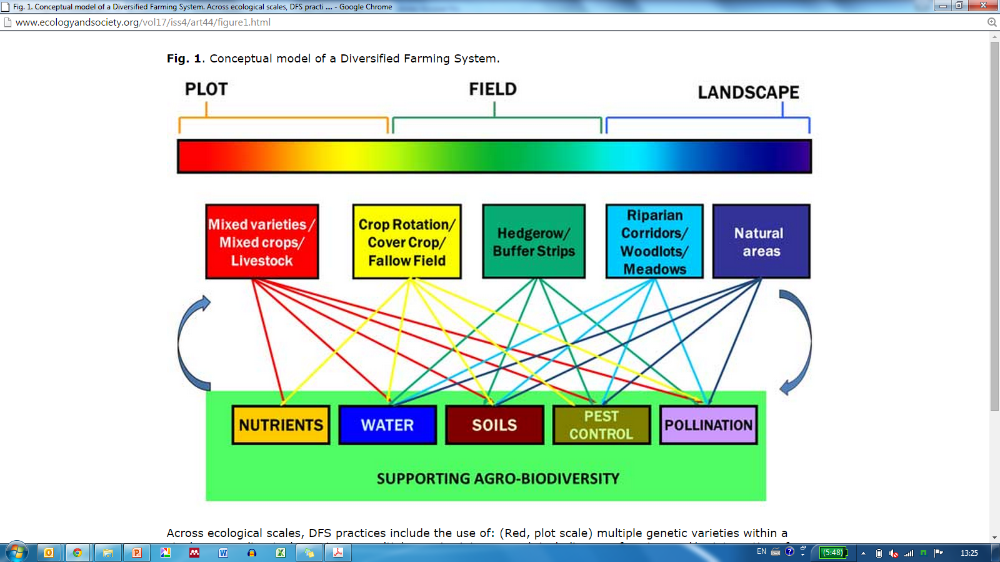 Fig. 1. Conceptual model of a Diversified Farming System. Across ecological scales, DFS practi .... - Google Chrome
www.ecologyandsociety.org/vol17/iss4/art44/figure1.html
Fig. 1. Conceptual model of a Diversified Farming System.
PLOT
FIELD
LANDSCAPE
Mixed varieties/
Mixed crops/
Livestock
Crop Rotation/
Cover Crop/
Fallow Field
Hedgerow/
Buffer Strips
Riparian
Corridors/
Woodlots/
Meadows
Natural
areas
NUTRIENTS
WATER
SOILS
PEST
CONTROL
POLLINATION
SUPPORTING AGRO-BIODIVERSITY
Across ecological scales, DFS practices include the use of: (Red, plot scale) multiple genetic varieties within a
EN
(5:48)
13:25